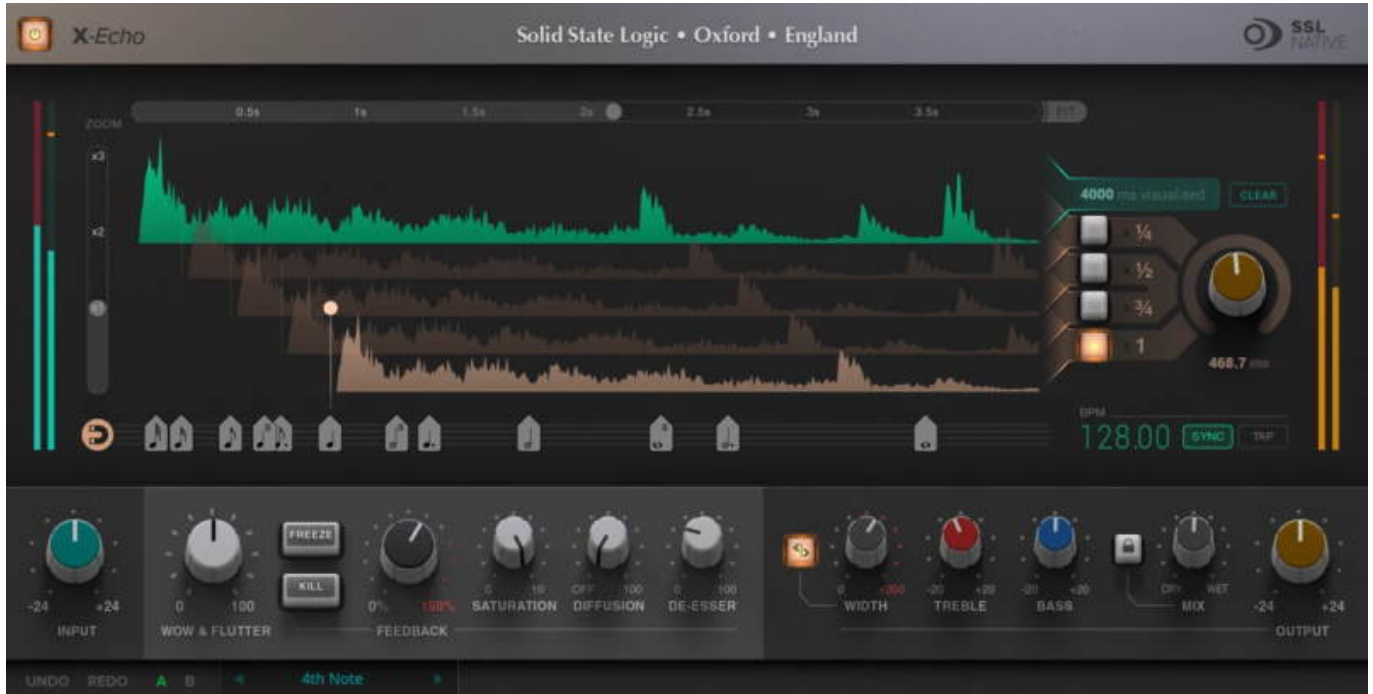 X-Echo
Solid State Logic • Oxford • England
SSL
NATIVE
ZOOM
0.5s 1s 1.5s 2s 2.5s 3s 3.5s FIT
x3
x2
x1
4000 ms visualised
CLEAR
x ¼
x ½
x ¾
x 1
468.7 ms
BPM
128.00 SYNC TAP
3 3 3
FREEZE
KILL
-24 +24
0 100
0% 150%
0 10
OFF 100
0 100
0 +200
-20 +20
-20 +20
DRY WET
-24 +24
SATURATION DIFFUSION DE-ESSER
WIDTH TREBLE BASS MIX
INPUT WOW & FLUTTER FEEDBACK OUTPUT
UNDO REDO A B 4th Note